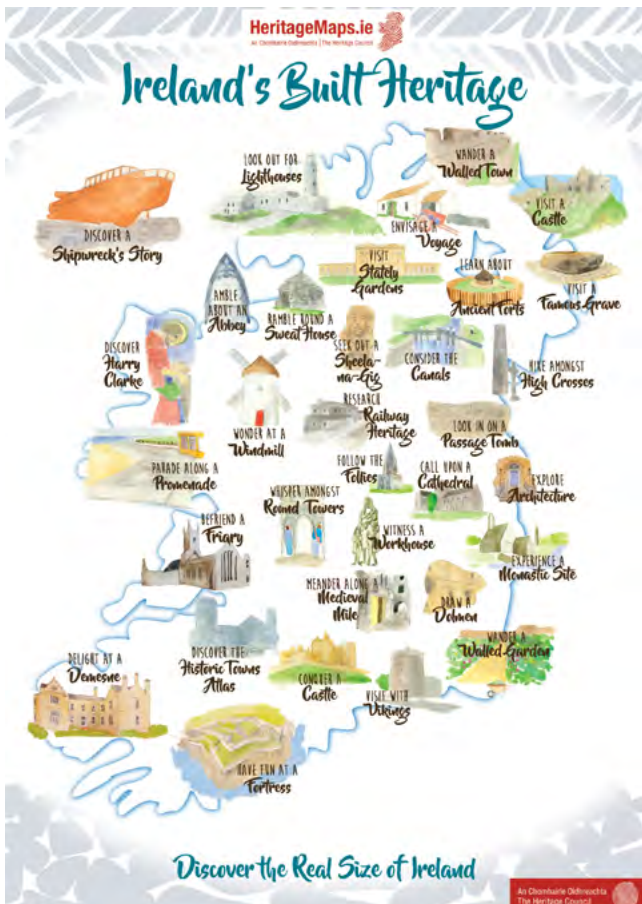 HeritageMaps.ie
An Chomhairle Oidhreachta | The Heritage Council
Ireland's Built Heritage
LOOK OUT FOR
Lighthouses
WANDER A
Walled Town
VISIT A
Castle
DISCOVER A
Shipwreck's Story
ENVISAGE A
Voyage
VISIT
Stately
Gardens
LEARN ABOUT
Ancient Forts
VISIT A
Famous Grave
AMBLE
ABOUT AN
Abbey
RAMBLE ROUND A
Sweat House
SEEK OUT A
Sheela-
na-Gig
CONSIDER THE
Canals
HIKE AMONGST
High Crosses
DISCOVER
Harry
Clarke
WONDER AT A
Windmill
RESEARCH
Railway
Heritage
LOOK IN ON A
Passage Tomb
PARADE ALONG A
Promenade
FOLLOW THE
Follies
CALL UPON A
Cathedral
EXPLORE
Architecture
BEFRIEND A
Friary
WHISPER AMONGST
Round Towers
WITNESS A
Workhouse
EXPERIENCE A
Monastic Site
MEANDER ALONG A
Medieval
Mile
DRAW A
Dolmen
DELIGHT AT A
Demesne
DISCOVER THE
Historic Towns
Atlas
CONQUER A
Castle
VISIT WITH
Vikings
WANDER A
Walled Garden
HAVE FUN AT A
Fortress
Discover the Real Size of Ireland
An Chomhairle Oidhreachta
The Heritage Council